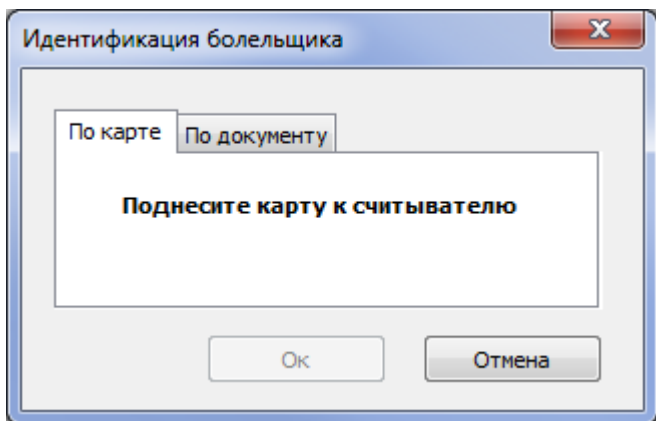 Идентификация болельщика
По карте
По документу
Поднесите карту к считывателю
Ок
Отмена